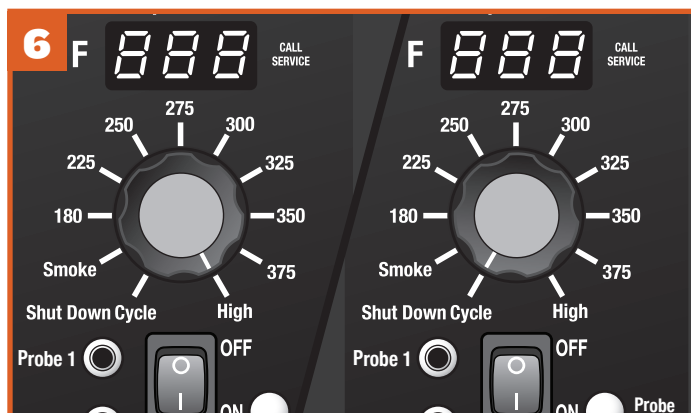 6
F 888 CALL SERVICE
275
250 300
225 325
180 350
Smoke 375
Shut Down Cycle High
Probe 1 OFF
ON
F 888 CALL SERVICE
275
250 300
225 325
180 350
Smoke 375
Shut Down Cycle High
Probe 1 OFF
ON Probe